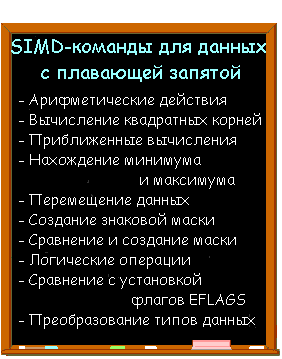 SIMD-команды для данных
с плавающей запятой
- Арифметические действия
- Вычисление квадратных корней
- Приближенные вычисления
- Нахождение минимума
и максимума
- Перемещение данных
- Создание знаковой маски
- Сравнение и создание маски
- Логические операции
- Сравнение с установкой
флагов EFLAGS
- Преобразование типов данных